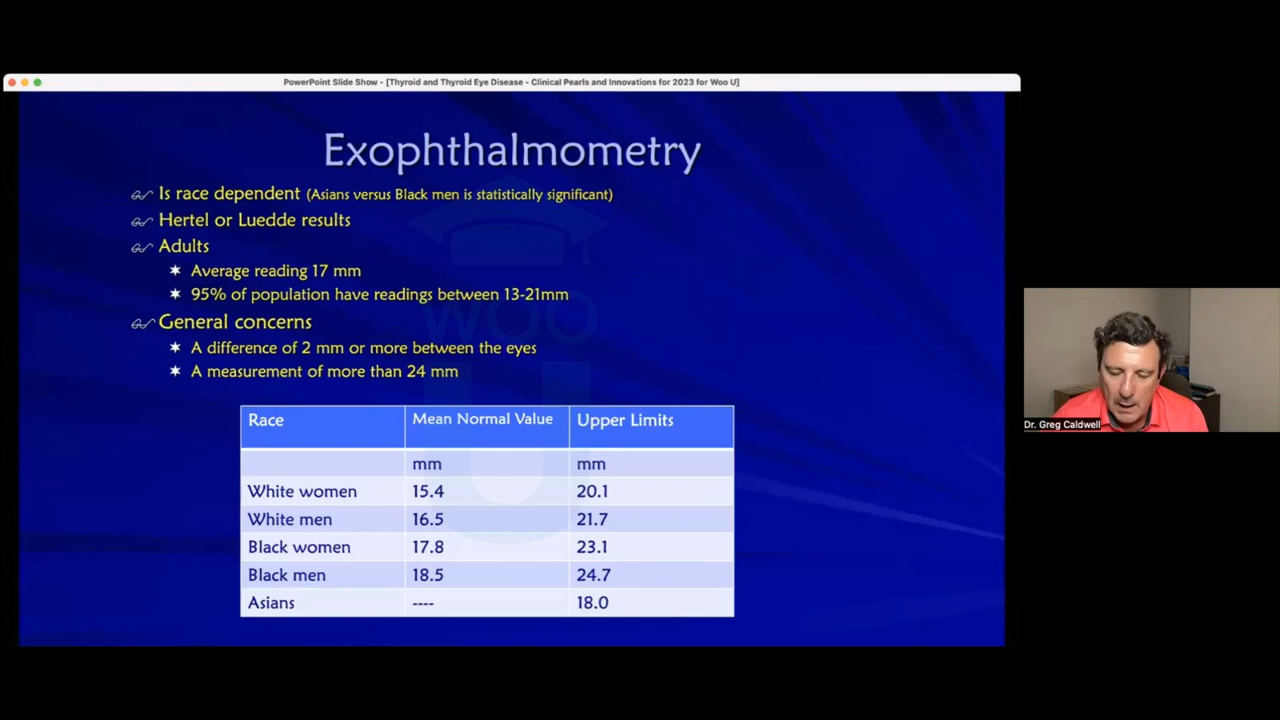 PowerPoint Slide Show - [Thyroid and Thyroid Eye Disease - Clinical Pearls and Innovations for 2023 for Woo U]
Exophthalmometry
Is race dependent (Asians versus Black men is statistically significant)
Hertel or Luedde results
Adults
Average reading 17 mm
95% of population have readings between 13-21mm
General concerns
A difference of 2 mm or more between the eyes
A measurement of more than 24 mm
WOO
U
Race Mean Normal Value Upper Limits
mm mm
White women 15.4 20.1
White men 16.5 21.7
Black women 17.8 23.1
Black men 18.5 24.7
Asians ---- 18.0
Dr. Greg Caldwell